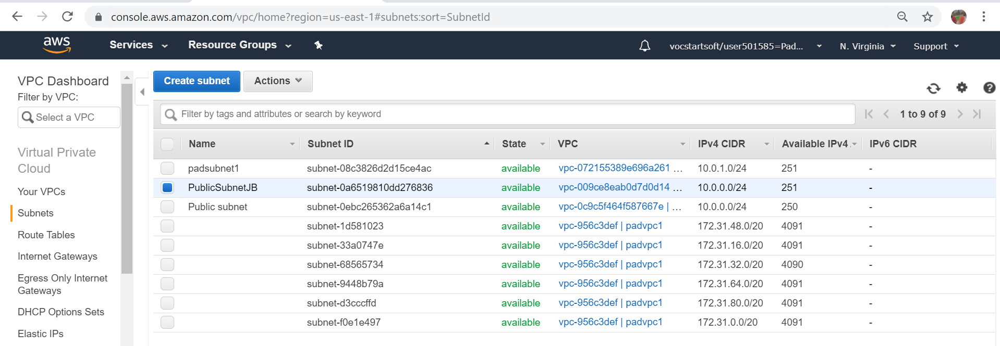 console.aws.amazon.com/vpc/home?region=us-east-1#subnets:sort=SubnetId
aws Services Resource Groups vocstartsoft/user501585=Pad... N. Virginia Support
VPC Dashboard
Filter by VPC:
Select a VPC
Virtual Private
Cloud
Your VPCs
Subnets
Route Tables
Internet Gateways
Egress Only Internet
Gateways
DHCP Options Sets
Elastic IPs
Create subnet Actions
Filter by tags and attributes or search by keyword 1 to 9 of 9
Name Subnet ID State VPC IPv4 CIDR Available IPv4 IPv6 CIDR
padsubnet1 subnet-08c3826d2d15ce4ac available vpc-072155389e696a261 ... 10.0.1.0/24 251 -
PublicSubnetJB subnet-0a6519810dd276836 available vpc-009ce8eab0d7d0d14 ... 10.0.0.0/24 251 -
Public subnet subnet-0ebc265362a6a14c1 available vpc-0c9c5f464f587667e | ... 10.0.0.0/24 250 -
subnet-1d581023 available vpc-956c3def | padvpc1 172.31.48.0/20 4091 -
subnet-33a0747e available vpc-956c3def | padvpc1 172.31.16.0/20 4091 -
subnet-68565734 available vpc-956c3def | padvpc1 172.31.32.0/20 4090 -
subnet-9448b79a available vpc-956c3def | padvpc1 172.31.64.0/20 4091 -
subnet-d3cccffd available vpc-956c3def | padvpc1 172.31.80.0/20 4091 -
subnet-f0e1e497 available vpc-956c3def | padvpc1 172.31.0.0/20 4091 -